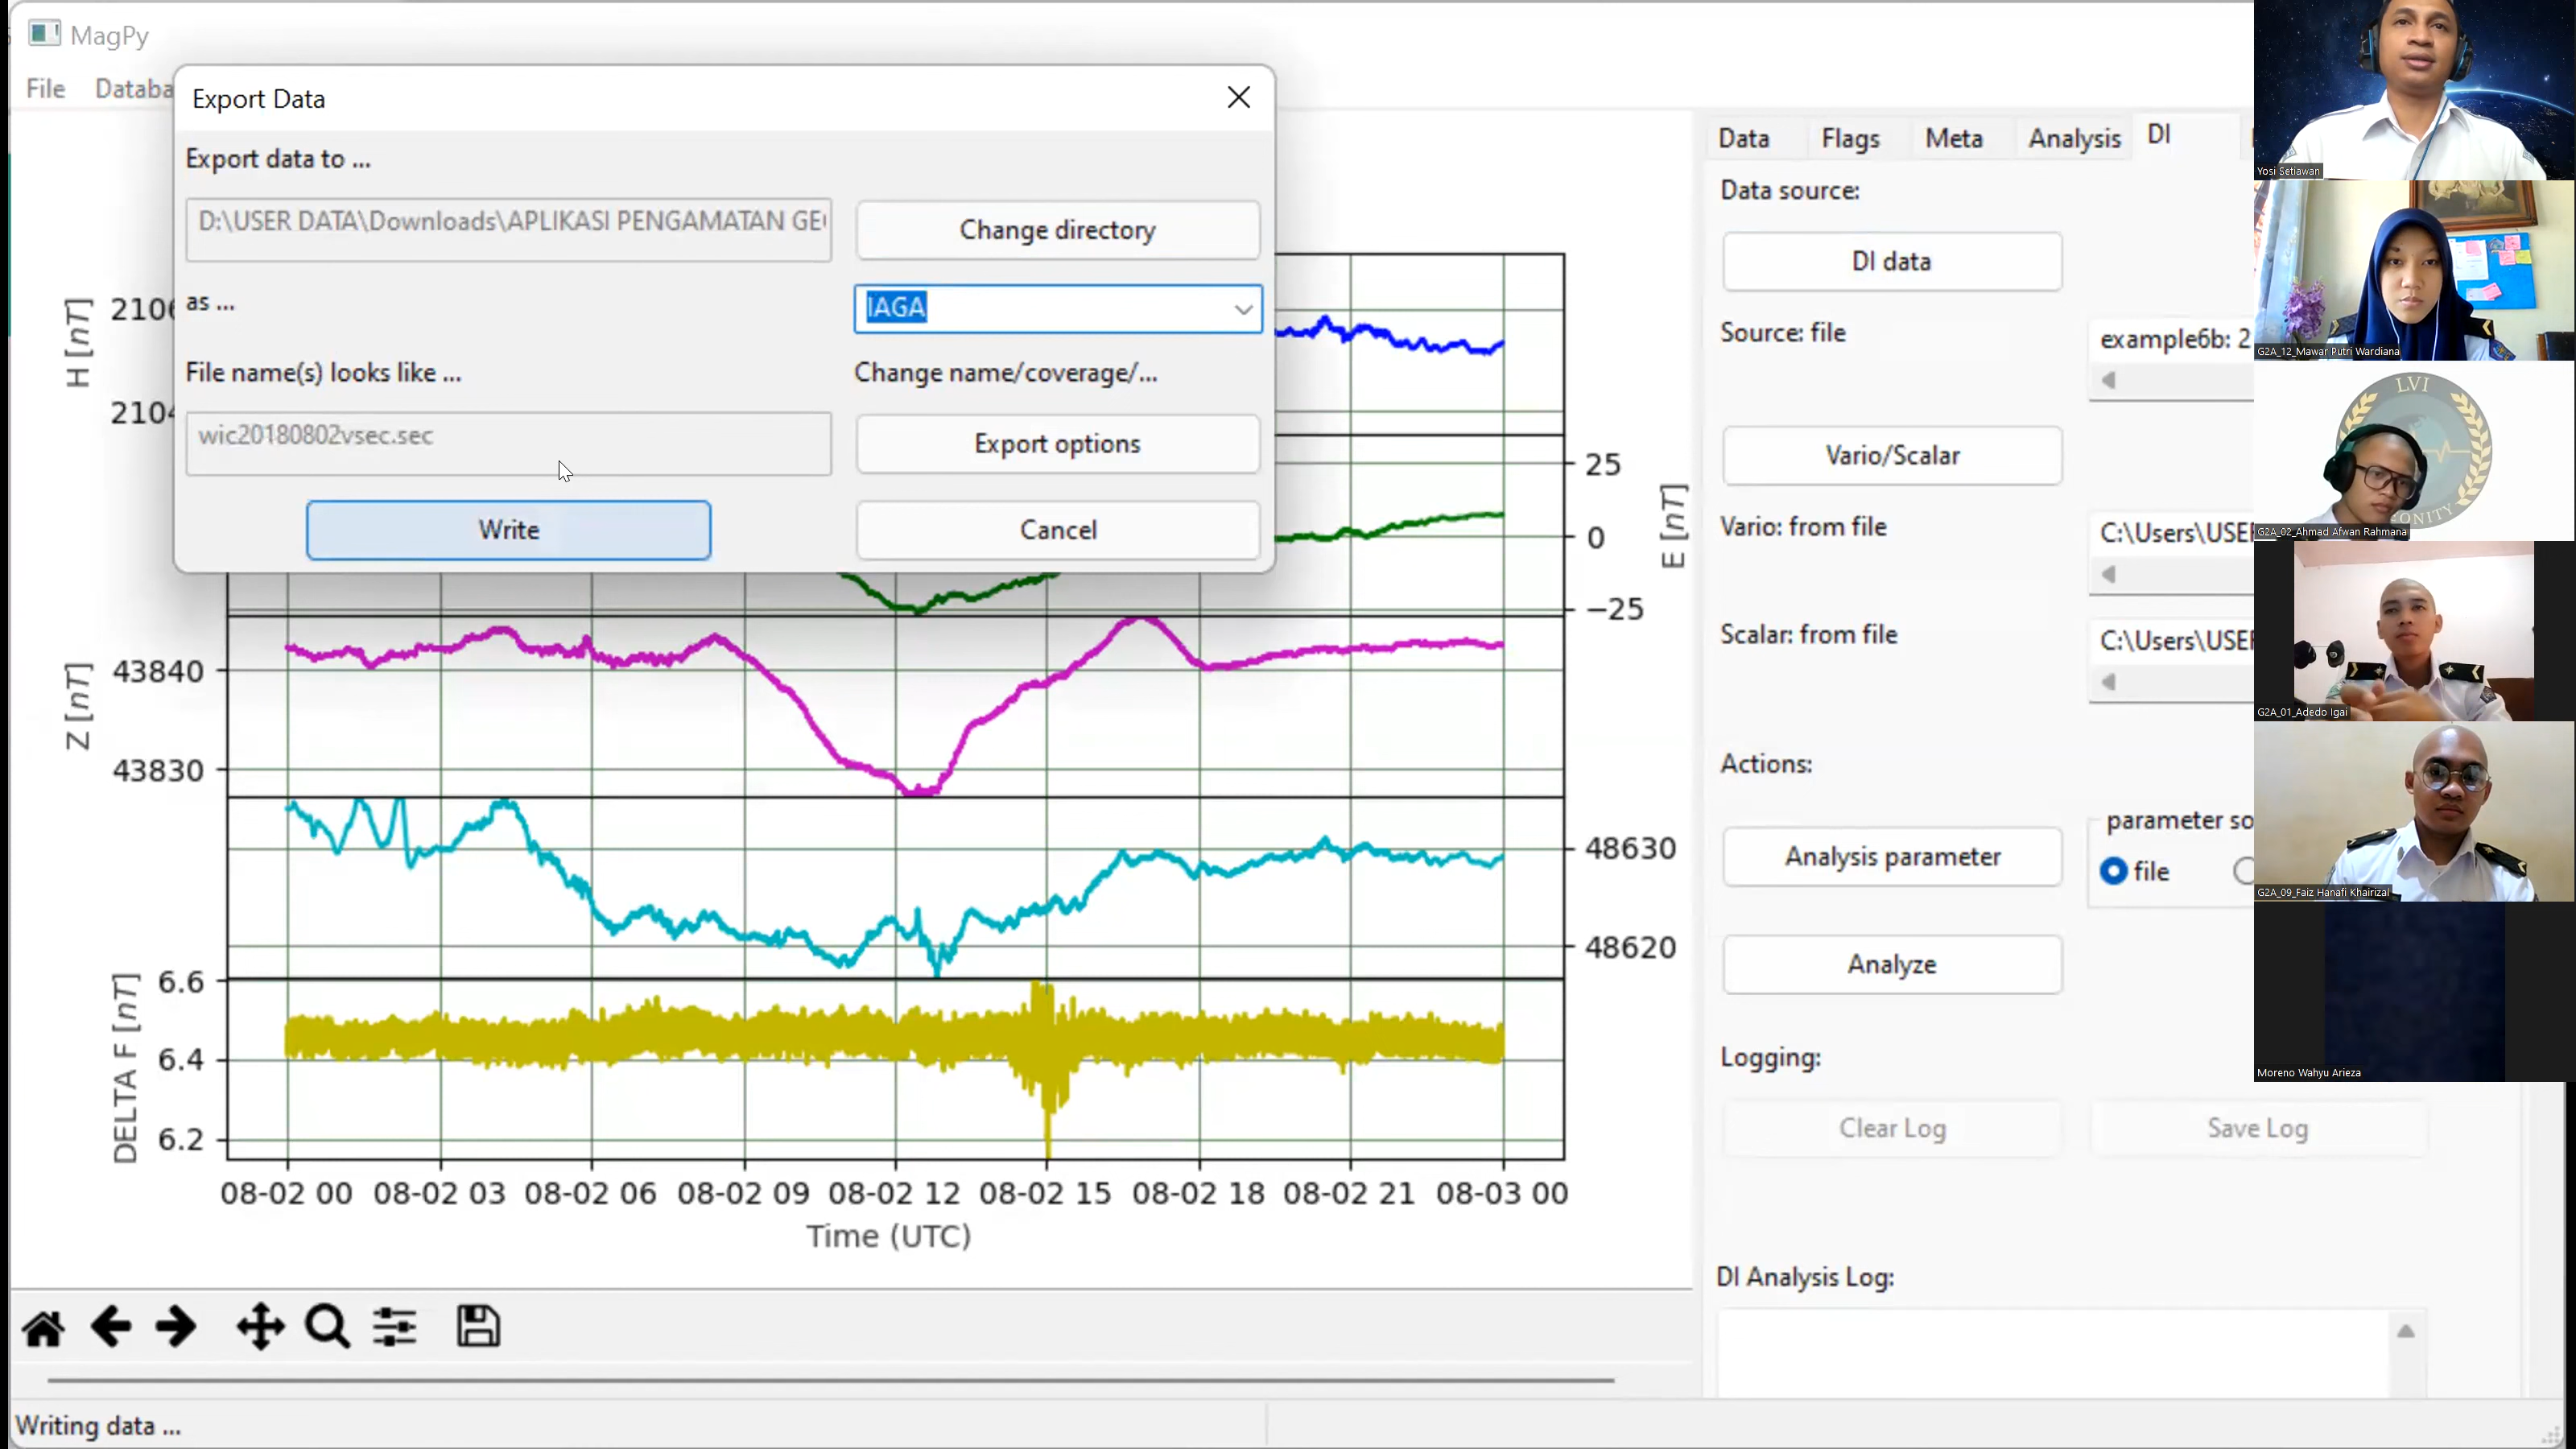 MagPy
File Databa
Export Data
Export data to ...
D:\USER DATA\Downloads\APLIKASI PENGAMATAN GE
Change directory
as ...
IAGA
File name(s) looks like ...
Change name/coverage/...
wic20180802vsec.sec
Export options
Write
Cancel
H [nT]
2106
2104
25
0
−25
E [nT]
Z [nT]
43840
43830
48630
48620
DELTA F [nT]
6.6
6.4
6.2
08-02 00 08-02 03 08-02 06 08-02 09 08-02 12 08-02 15 08-02 18 08-02 21 08-03 00
Time (UTC)
Writing data ...
Data Flags Meta Analysis DI
Data source:
DI data
Source: file
example6b: 2
Vario/Scalar
Vario: from file
C:\Users\USE
Scalar: from file
C:\Users\USE
Actions:
Analysis parameter
parameter so
file
Analyze
Logging:
Clear Log
Save Log
DI Analysis Log:
Yosi Setiawan
G2A_12_Mawar Putri Wardiana
LVI
G2A_02_Ahmad Afwan Rahmana
G2A_01_Adedo Igai
G2A_09_Faiz Hanafi Khairizal
Moreno Wahyu Arieza